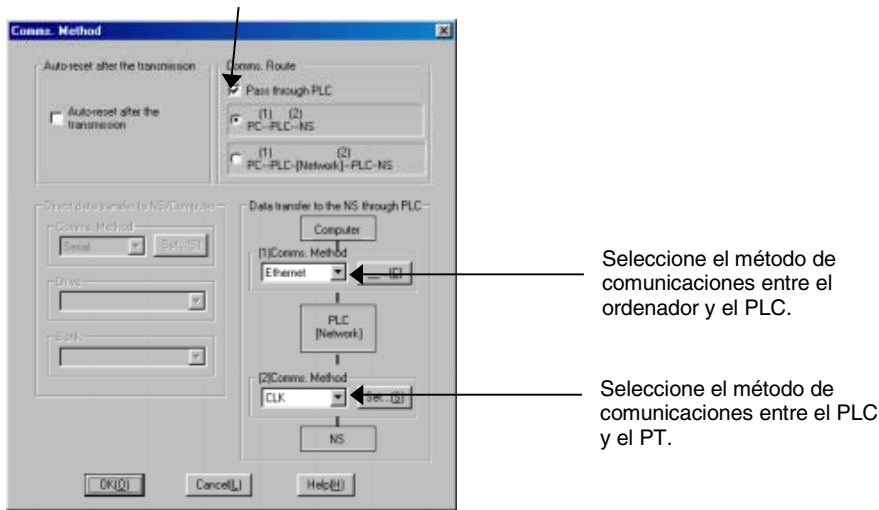 Comms. Method
Auto-reset after the transmission
Auto-reset after the
transmission
Comms. Route
Pass through PLC
(1) (2)
PC--PLC--NS
(1) (2)
PC--PLC-[Network]--PLC-NS
Direct data transfer to NS/Computer
Comms. Method
Serial
Set...(S)
Drive
Bank
Data transfer to the NS through PLC
Computer
[1]Comms. Method
Ethernet
(E)
PLC
[Network]
[2]Comms. Method
CLK
Set...(S)
NS
OK(O)
Cancel(L)
Help(H)
Seleccione el método de
comunicaciones entre el
ordenador y el PLC.
Seleccione el método de
comunicaciones entre el PLC
y el PT.